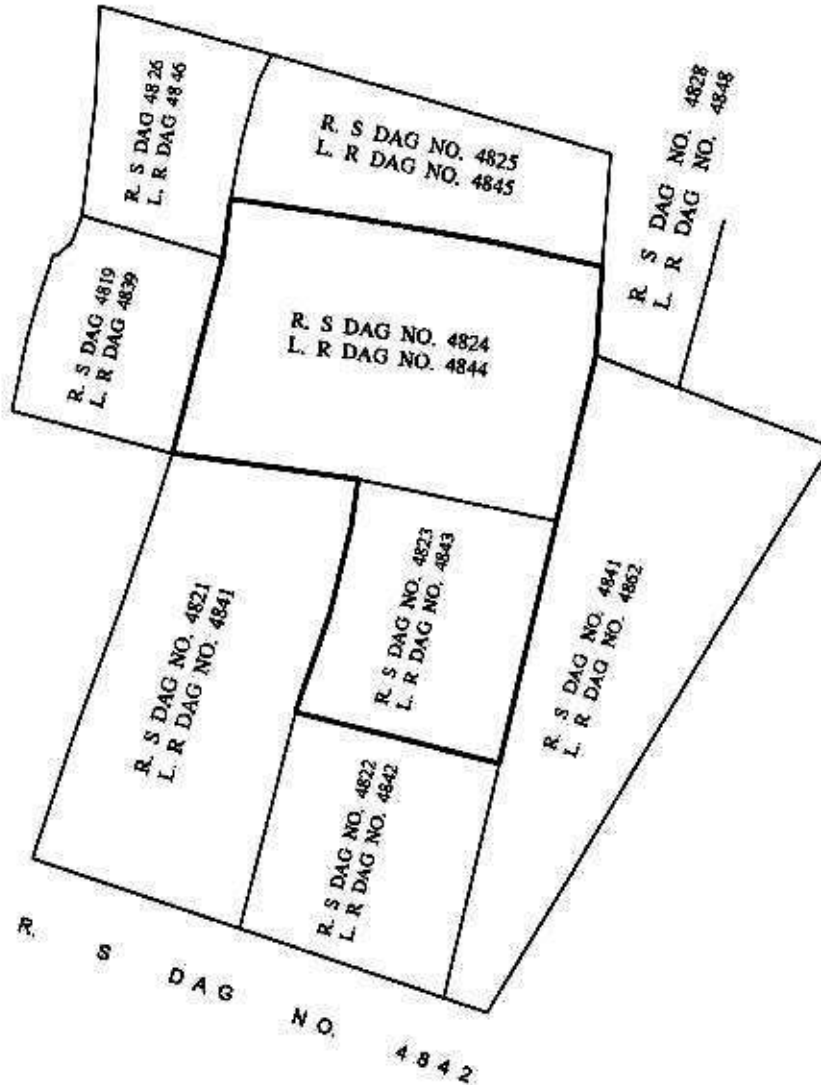 R. S DAG 4826
L. R DAG 4846
R. S DAG NO. 4825
L. R DAG NO. 4845
R. S DAG NO. 4828
L. R DAG NO. 4848
R. S DAG 4819
L. R DAG 4839
R. S DAG NO. 4824
L. R DAG NO. 4844
R. S DAG NO. 4821
L. R DAG NO. 4841
R. S DAG NO. 4823
L. R DAG NO. 4843
R. S DAG NO. 4841
L. R DAG NO. 4862
R. S DAG NO. 4822
L. R DAG NO. 4842
R. S DAG NO. 4842